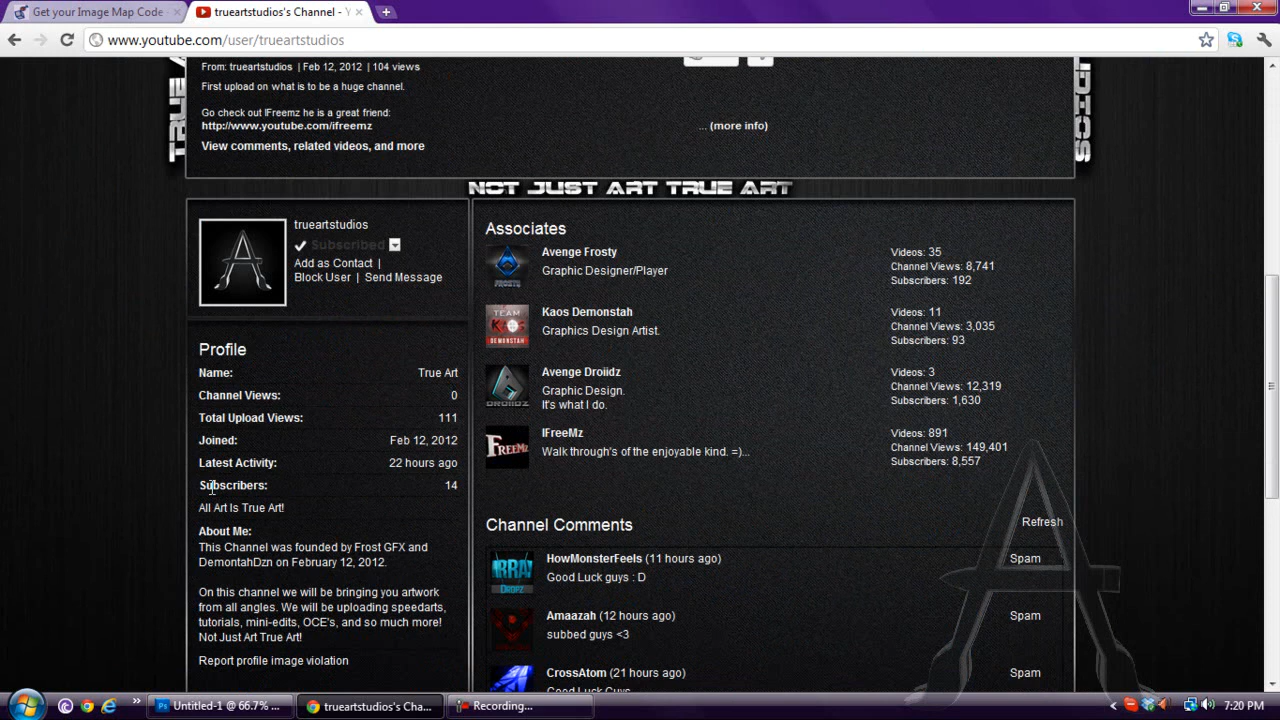 Get your Image Map Code -
trueartstudios's Channel - Y
www.youtube.com/user/trueartstudios
From: trueartstudios | Feb 12, 2012 | 104 views
First upload on what is to be a huge channel.
Go check out IFreemz he is a great friend:
http://www.youtube.com/ifreemz
... (more info)
View comments, related videos, and more
NOT JUST ART TRUE ART
trueartstudios
Subscribed
Add as Contact |
Block User | Send Message
Profile
Name: True Art
Channel Views: 0
Total Upload Views: 111
Joined: Feb 12, 2012
Latest Activity: 22 hours ago
Subscribers: 14
All Art Is True Art!
About Me:
This Channel was founded by Frost GFX and
DemontahDzn on February 12, 2012.
On this channel we will be bringing you artwork
from all angles. We will be uploading speedarts,
tutorials, mini-edits, OCE's, and so much more!
Not Just Art True Art!
Report profile image violation
Associates
Avenge Frosty
Graphic Designer/Player
Videos: 35
Channel Views: 8,741
Subscribers: 192
TEAM
KAOS
DEMONSTAH
Kaos Demonstah
Graphics Design Artist.
Videos: 11
Channel Views: 3,035
Subscribers: 93
DROIIDZ
Avenge Droiidz
Graphic Design.
It's what I do.
Videos: 3
Channel Views: 12,319
Subscribers: 1,630
FREEMZ
IFreeMz
Walk through's of the enjoyable kind. =)...
Videos: 891
Channel Views: 149,401
Subscribers: 8,557
Channel Comments
Refresh
HowMonsterFeels (11 hours ago)
Spam
Good Luck guys : D
Amaazah (12 hours ago)
Spam
subbed guys <3
CrossAtom (21 hours ago)
Spam
Good Luck Guys
Untitled-1 @ 66.7% ...
trueartstudios's Cha...
Recording...
7:20 PM